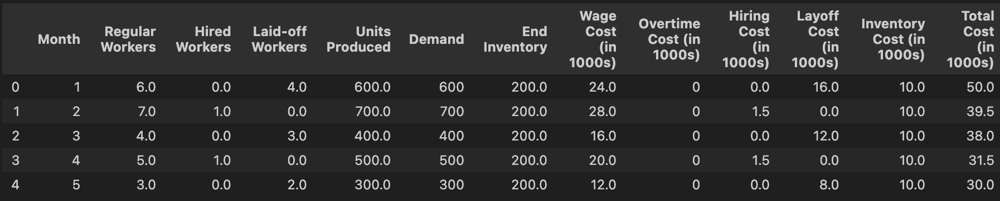 Month Regular Workers Hired Workers Laid-off Workers Units Produced Demand End Inventory Wage Cost (in 1000s) Overtime Cost (in 1000s) Hiring Cost (in 1000s) Layoff Cost (in 1000s) Inventory Cost (in 1000s) Total Cost (in 1000s)
0 1 6.0 0.0 4.0 600.0 600 200.0 24.0 0 0.0 16.0 10.0 50.0
1 2 7.0 1.0 0.0 700.0 700 200.0 28.0 0 1.5 0.0 10.0 39.5
2 3 4.0 0.0 3.0 400.0 400 200.0 16.0 0 0.0 12.0 10.0 38.0
3 4 5.0 1.0 0.0 500.0 500 200.0 20.0 0 1.5 0.0 10.0 31.5
4 5 3.0 0.0 2.0 300.0 300 200.0 12.0 0 0.0 8.0 10.0 30.0